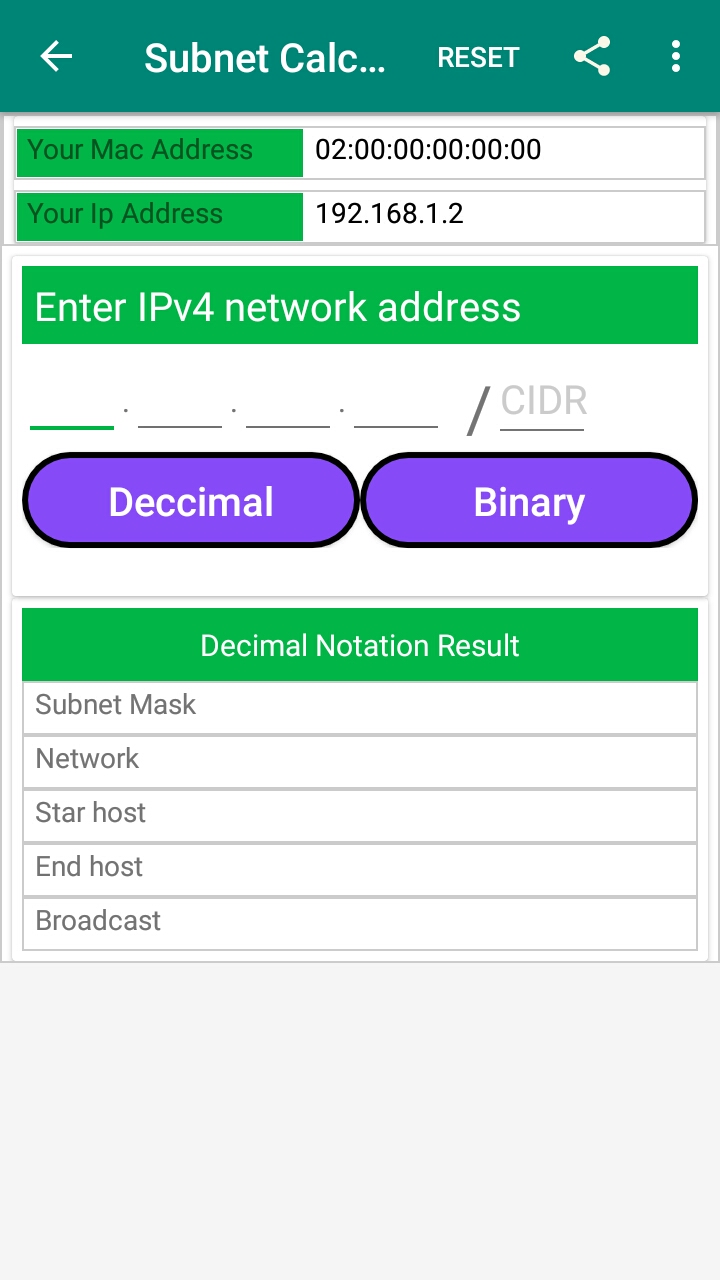 Subnet Calc... RESET
Your Mac Address 02:00:00:00:00:00
Your Ip Address 192.168.1.2
Enter IPv4 network address
. . . / CIDR
Deccimal Binary
Decimal Notation Result
Subnet Mask
Network
Star host
End host
Broadcast